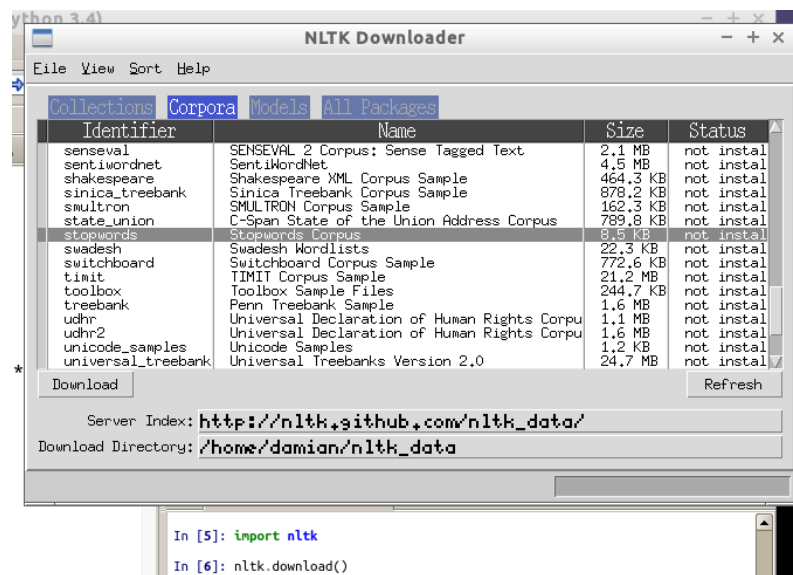 ython 3.4)
NLTK Downloader
File View Sort Help
Collections Corpora Models All Packages
Identifier Name Size Status
senseval SENSEVAL 2 Corpus: Sense Tagged Text 2.1 MB not instal
sentiwordnet SentiWordNet 4.5 MB not instal
shakespeare Shakespeare XML Corpus Sample 464.3 KB not instal
sinica_treebank Sinica Treebank Corpus Sample 878.2 KB not instal
smultron SMULTRON Corpus Sample 162.3 KB not instal
state_union C-Span State of the Union Address Corpus 789.8 KB not instal
stopwords Stopwords Corpus 8.5 KB not instal
swadesh Swadesh Wordlists 22.3 KB not instal
switchboard Switchboard Corpus Sample 772.6 KB not instal
timit TIMIT Corpus Sample 21.2 MB not instal
toolbox Toolbox Sample Files 244.7 KB not instal
treebank Penn Treebank Sample 1.6 MB not instal
udhr Universal Declaration of Human Rights Corpu 1.1 MB not instal
udhr2 Universal Declaration of Human Rights Corpu 1.6 MB not instal
unicode_samples Unicode Samples 1.2 KB not instal
universal_treebank Universal Treebanks Version 2.0 24.7 MB not instal
*
Download Refresh
Server Index: http://nltk.github.com/nltk_data/
Download Directory: /home/damian/nltk_data
In [5]: import nltk
In [6]: nltk.download()